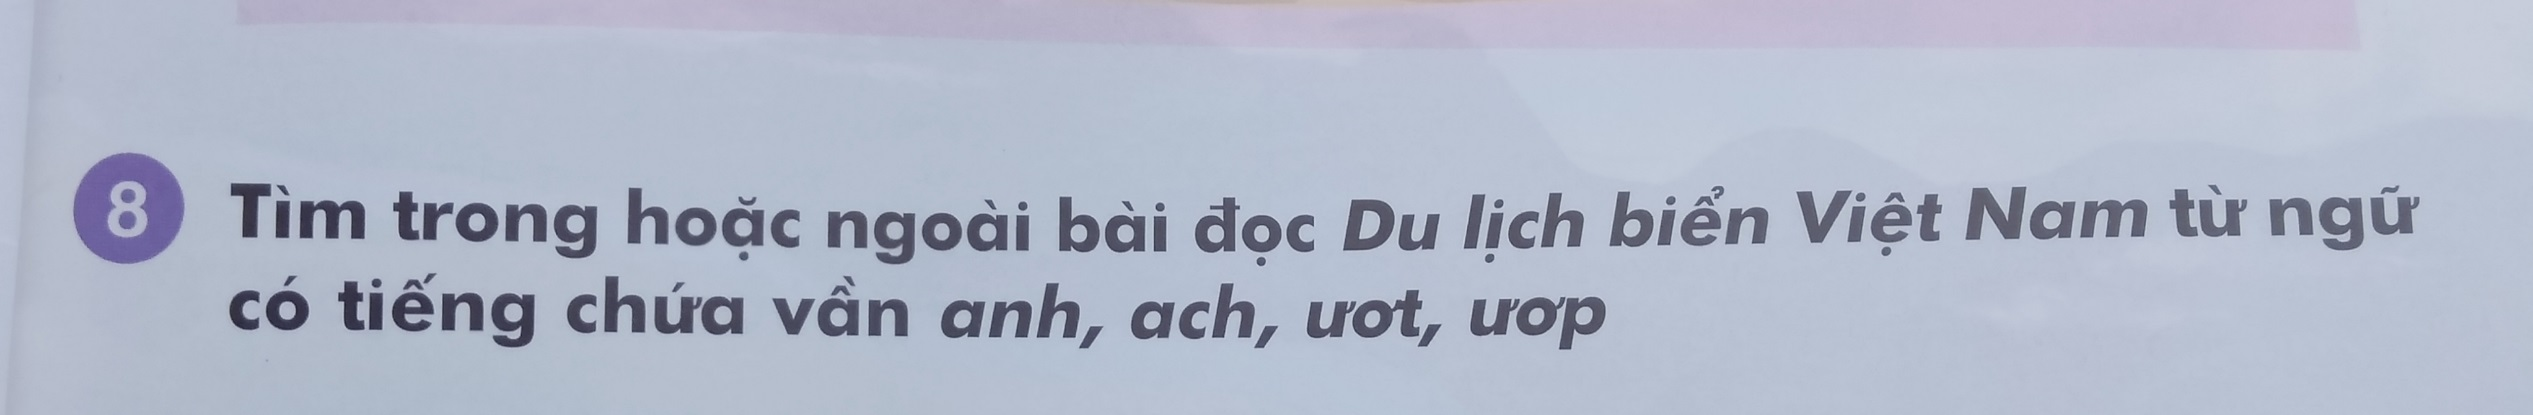 8 Tìm trong hoặc ngoài bài đọc Du lịch biển Việt Nam từ ngữ
có tiếng chứa vần anh, ach, ươt, ươp